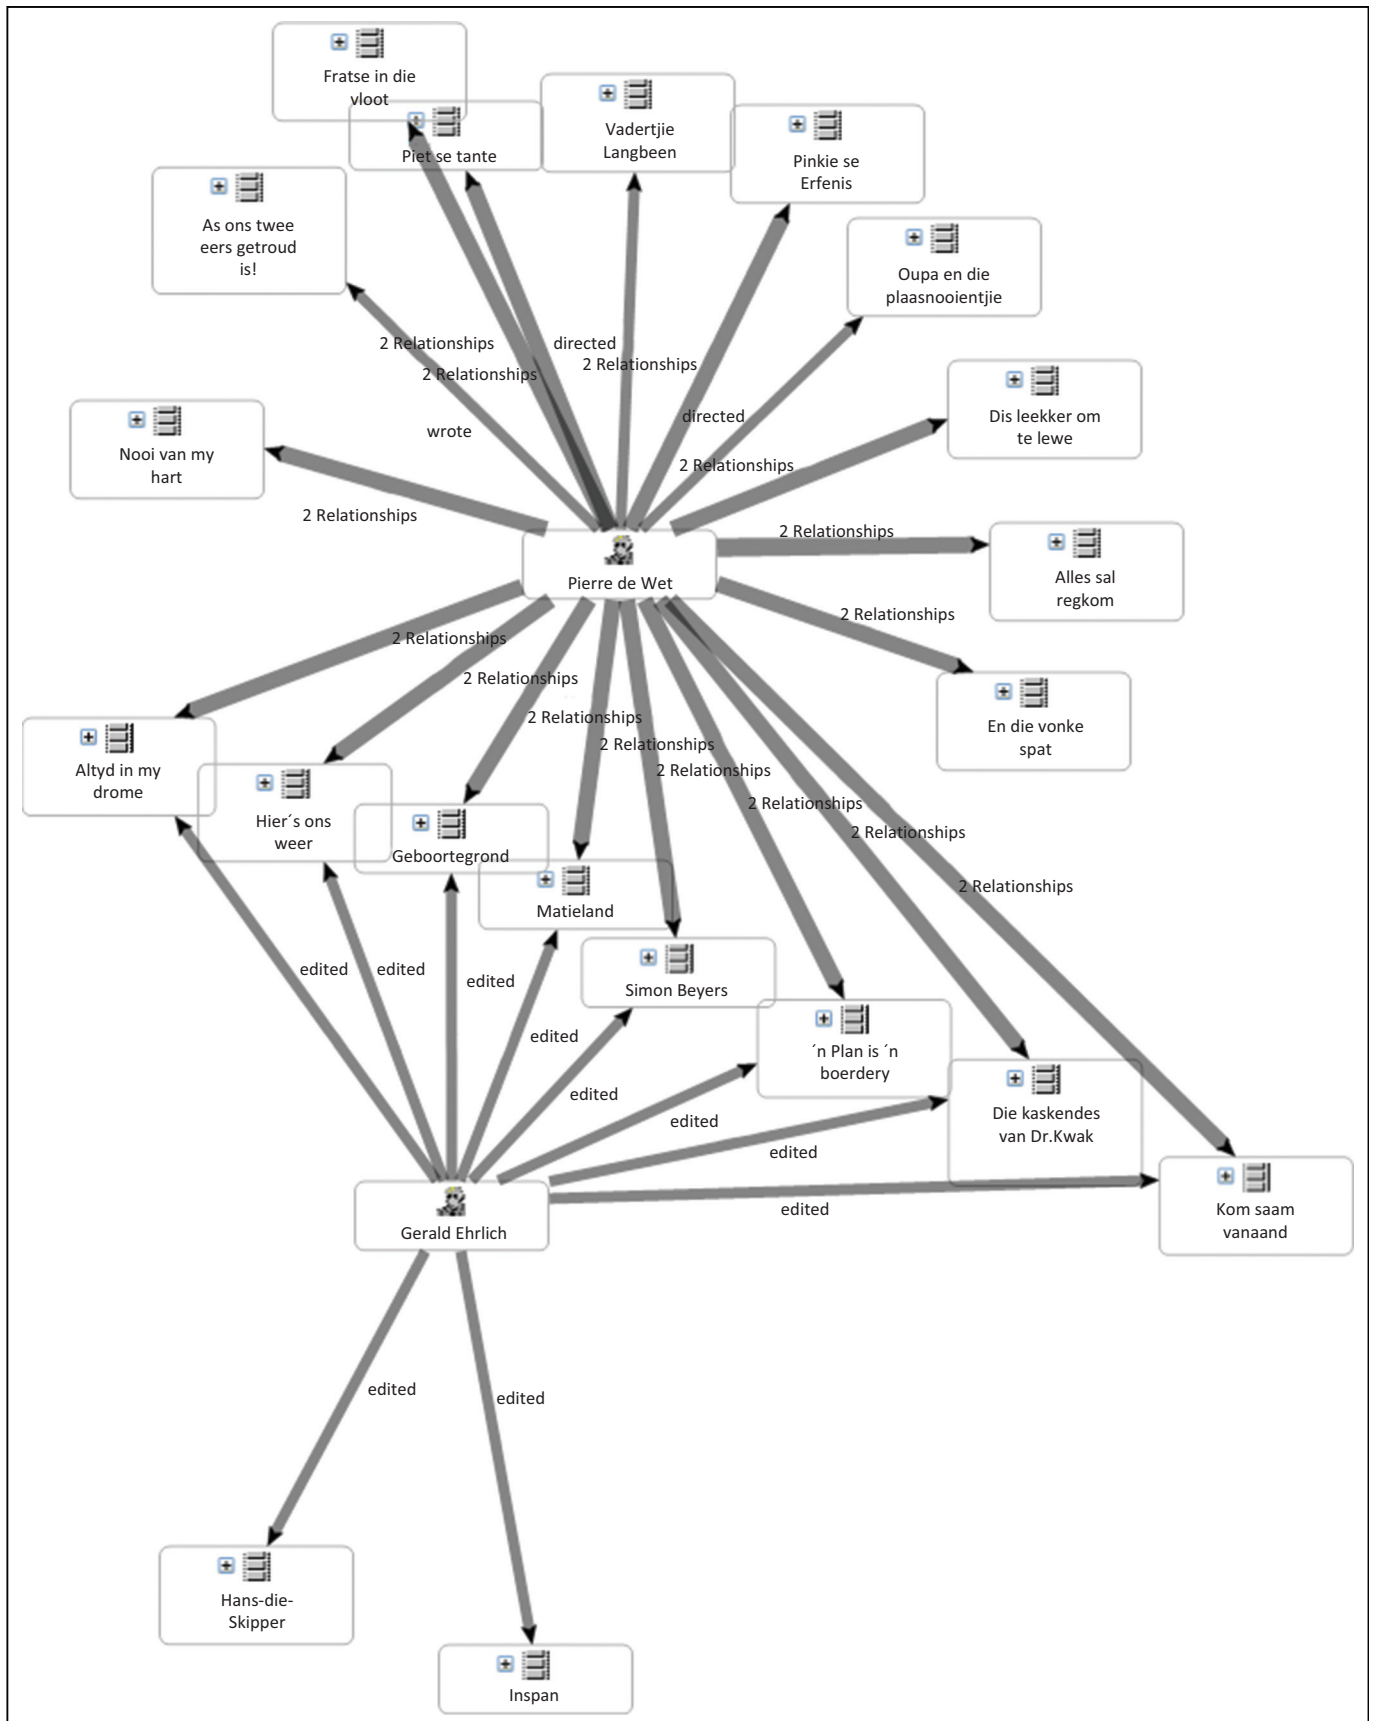 Fratse in die
vloot
Piet se tante
Vadertjie
Langbeen
Pinkie se
Erfenis
As ons twee
eers getroud
is!
Oupa en die
plaasnooientjie
2 Relationships
directed
2 Relationships
2 Relationships
directed
wrote
2 Relationships
Dis leekker om
te lewe
Nooi van my
hart
2 Relationships
2 Relationships
Alles sal
regkom
Pierre de Wet
2 Relationships
2 Relationships
2 Relationships
2 Relationships
2 Relationships
2 Relationships
2 Relationships
2 Relationships
2 Relationships
En die vonke
spat
Altyd in my
drome
Hier´s ons
weer
Geboortegrond
Matieland
Simon Beyers
´n Plan is ´n
boerdery
Die kaskendes
van Dr.Kwak
Kom saam
vanaand
edited
edited
edited
edited
edited
edited
edited
edited
Gerald Ehrlich
edited
edited
Hans-die-
Skipper
Inspan